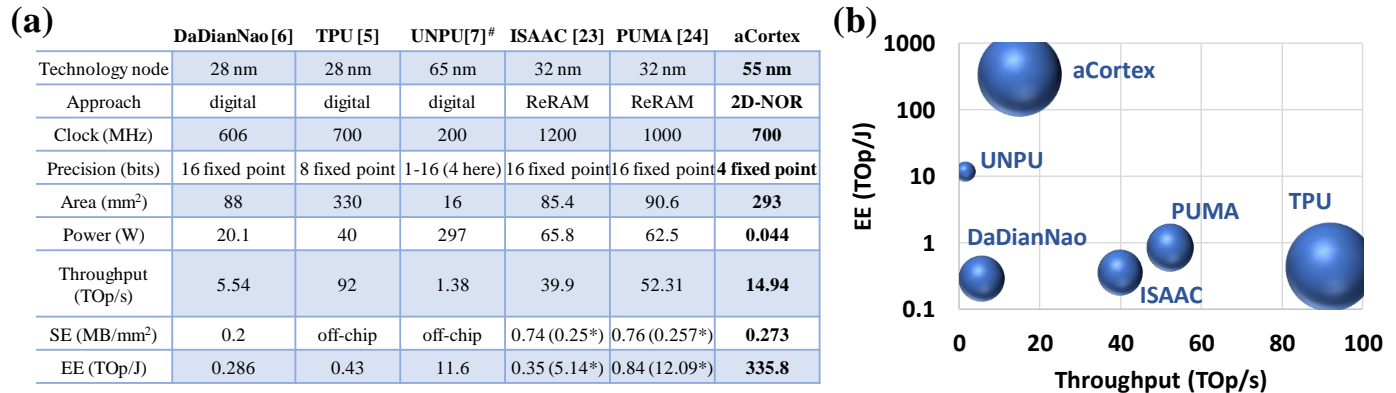 (a)
DaDianNao [6] TPU [5] UNPU[7]# ISAAC [23] PUMA [24] aCortex
Technology node 28 nm 28 nm 65 nm 32 nm 32 nm 55 nm
Approach digital digital digital ReRAM ReRAM 2D-NOR
Clock (MHz) 606 700 200 1200 1000 700
Precision (bits) 16 fixed point 8 fixed point 1-16 (4 here) 16 fixed point 16 fixed point 4 fixed point
Area (mm²) 88 330 16 85.4 90.6 293
Power (W) 20.1 40 297 65.8 62.5 0.044
Throughput (TOp/s) 5.54 92 1.38 39.9 52.31 14.94
SE (MB/mm²) 0.2 off-chip off-chip 0.74 (0.25*) 0.76 (0.257*) 0.273
EE (TOp/J) 0.286 0.43 11.6 0.35 (5.14*) 0.84 (12.09*) 335.8
(b)
EE (TOp/J)
1000
100
10
1
0.1
aCortex
UNPU
DaDianNao
ISAAC
PUMA
TPU
0 20 40 60 80 100
Throughput (TOp/s)